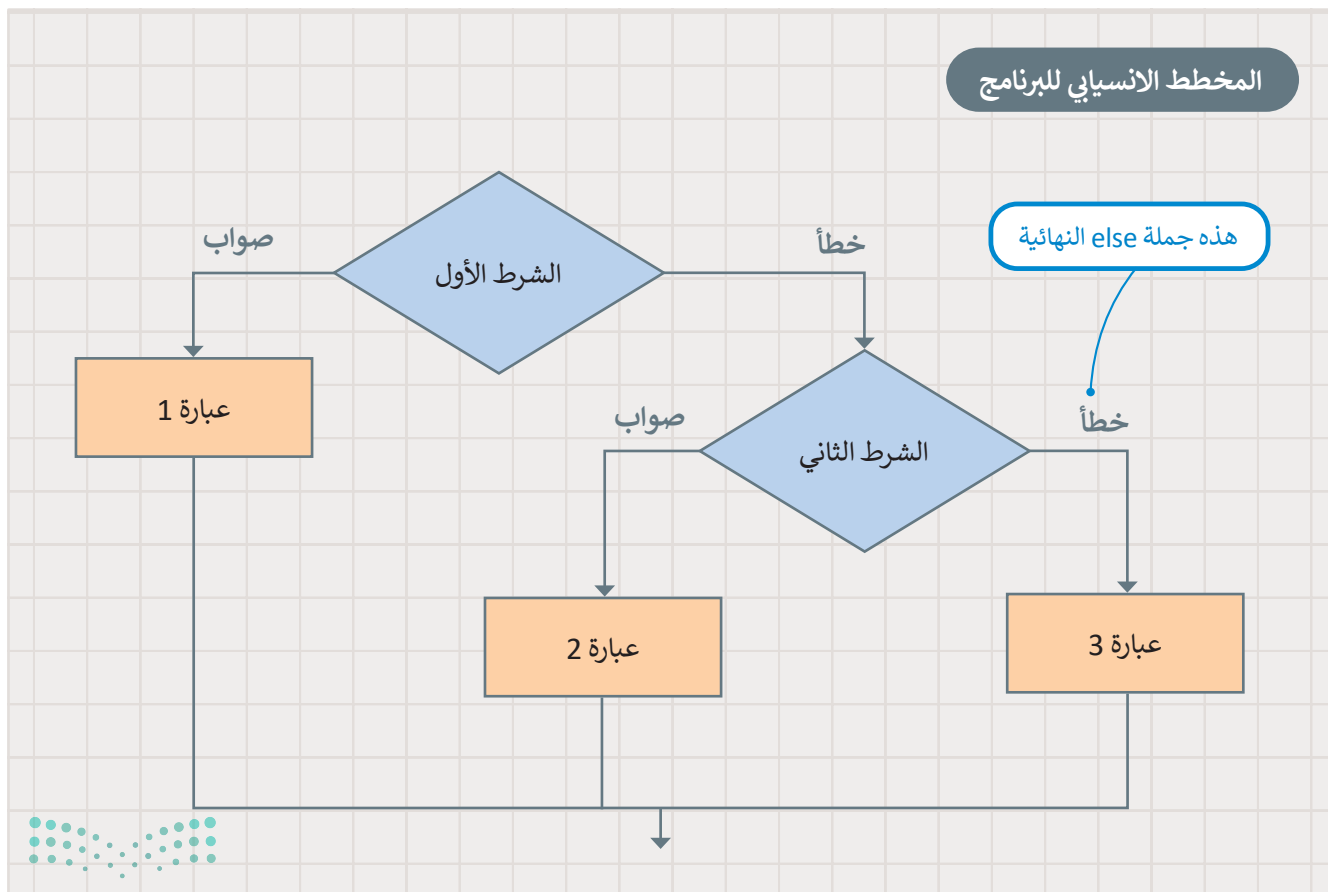 المخطط الانسيابي للبرنامج
هذه جملة else النهائية
خطأ
صواب
الشرط الأول
عبارة 1
خطأ
صواب
الشرط الثاني
عبارة 3
عبارة 2